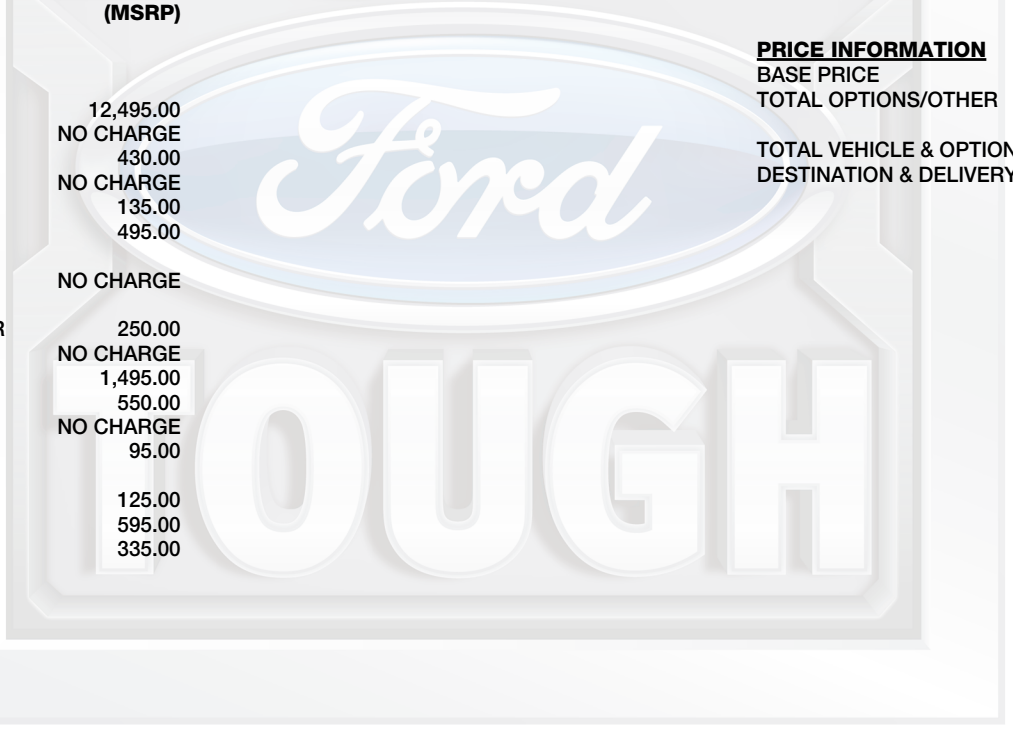 (MSRP)
12,495.00
NO CHARGE
430.00
NO CHARGE
135.00
495.00
NO CHARGE
R 250.00
NO CHARGE
1,495.00
550.00
NO CHARGE
95.00
125.00
595.00
335.00
PRICE INFORMATION
BASE PRICE
TOTAL OPTIONS/OTHER
TOTAL VEHICLE & OPTION
DESTINATION & DELIVERY
Ford
TOUGH